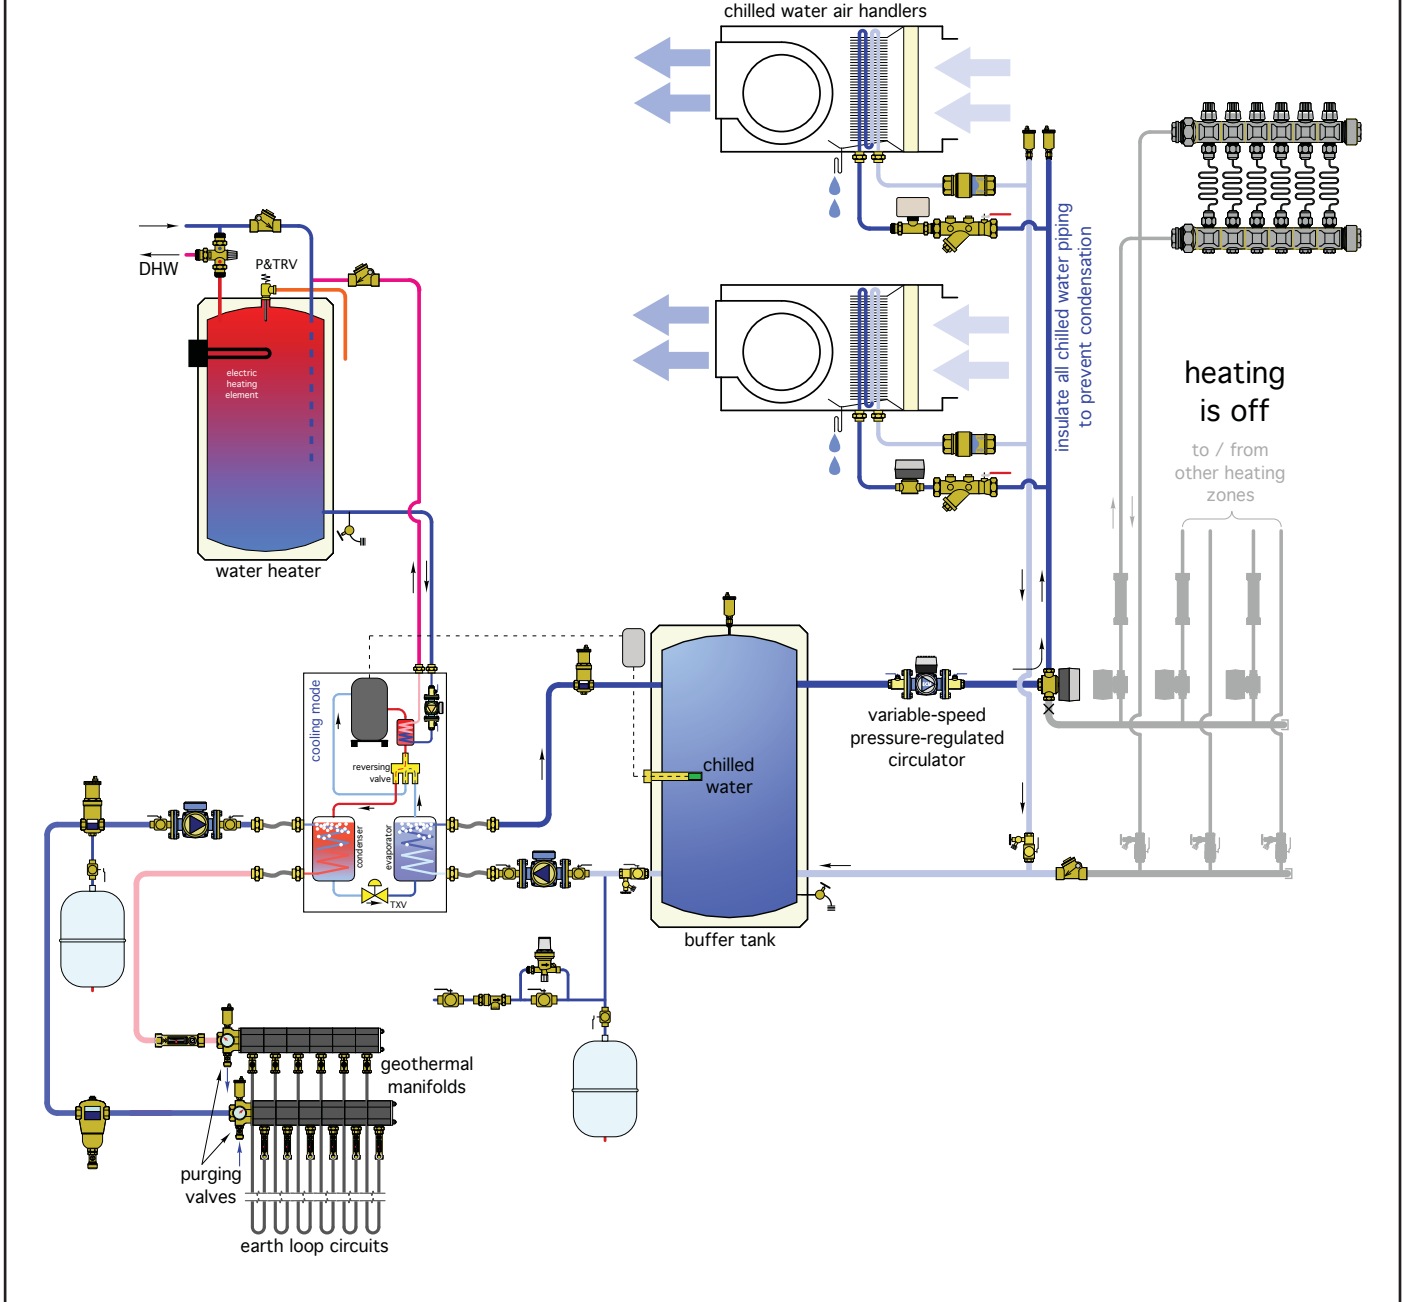 chilled water air handlers
insulate all chilled water piping
to prevent condensation
DHW
P&TRV
electric
heating
element
water heater
heating
is off
to / from
other heating
zones
cooling mode
reversing
valve
condenser
evaporator
TXV
chilled
water
buffer tank
variable-speed
pressure-regulated
circulator
geothermal
manifolds
purging
valves
earth loop circuits